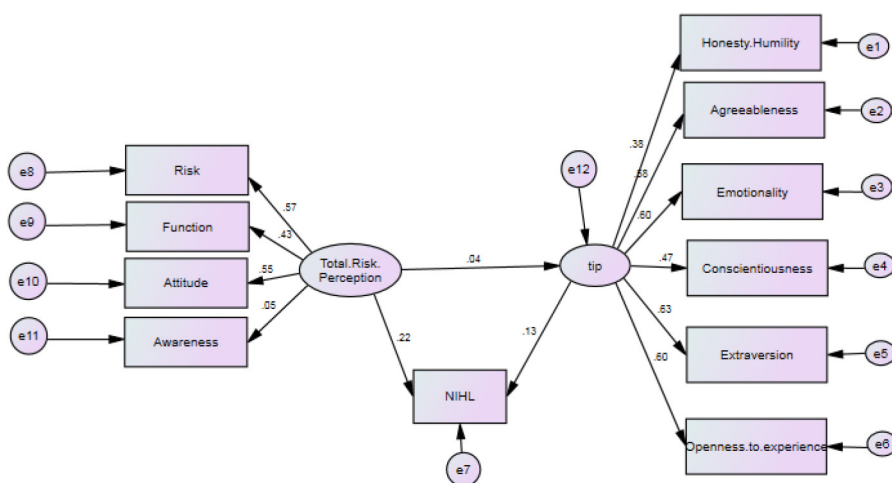 Honesty.Humility
e1
Agreeableness
e2
.38
.68
e12
e8
Risk
Emotionality
e3
.57
.60
e9
Function
.43
Total.Risk.
Perception
.04
tip
.47
Conscientiousness
e4
e10
Attitude
.55
.05
e11
Awareness
.63
.22
.13
Extraversion
e5
.60
NIHL
Openness.to.experience
e6
e7